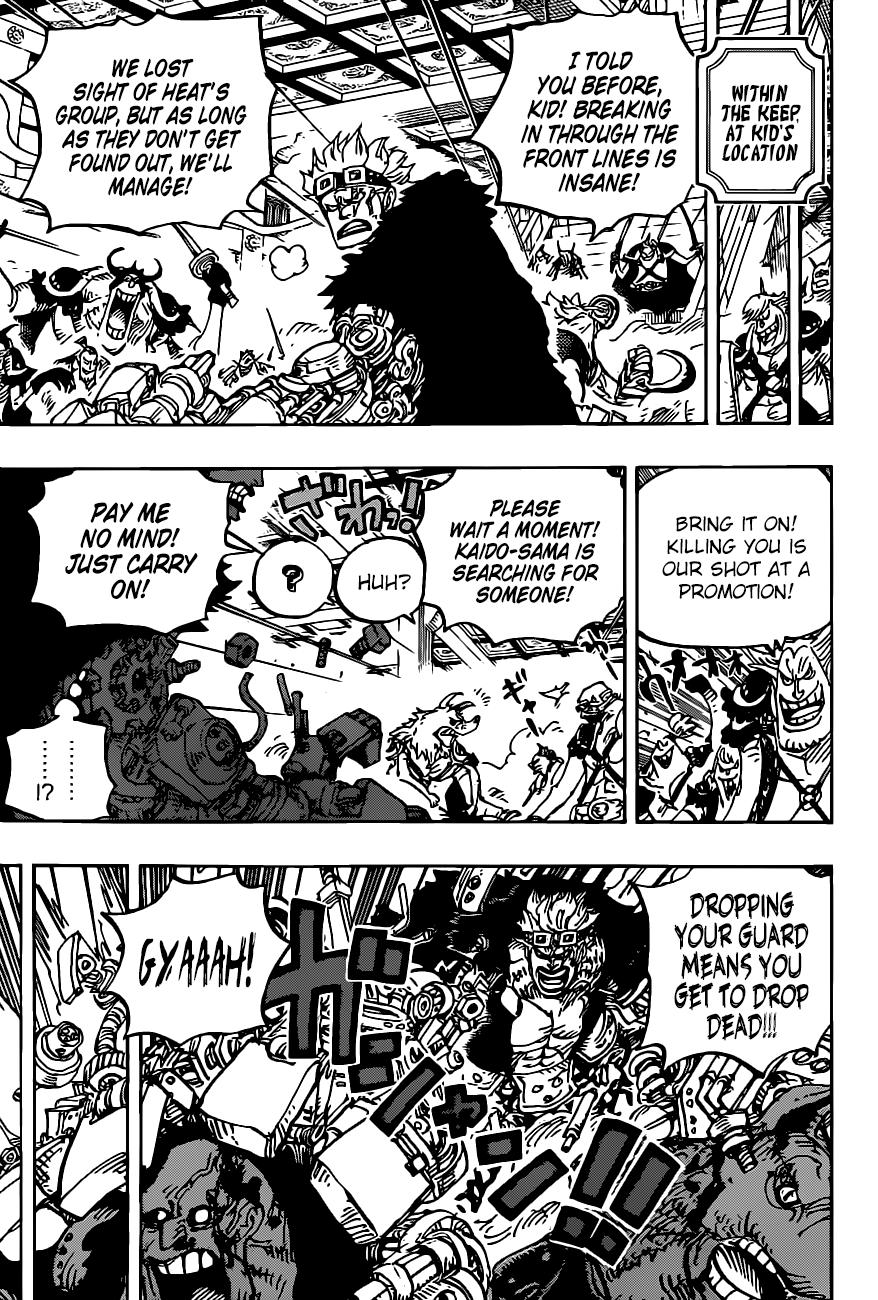 WITHIN
THE KEEP,
AT KID'S
LOCATION
I TOLD
YOU BEFORE,
KID! BREAKING
IN THROUGH THE
FRONT LINES IS
INSANE!
WE LOST
SIGHT OF HEAT'S
GROUP, BUT AS LONG
AS THEY DON'T GET
FOUND OUT, WE'LL
MANAGE!
BRING IT ON!
KILLING YOU IS
OUR SHOT AT A
PROMOTION!
PLEASE
WAIT A MOMENT!
KAIDO-SAMA IS
SEARCHING FOR
SOMEONE!
ざわっ
HUH?
?
PAY ME
NO MIND!
JUST CARRY
ON!
.......... ..........!?
DROPPING
YOUR GUARD
MEANS YOU
GET TO DROP
DEAD!!!
GYAAAH!